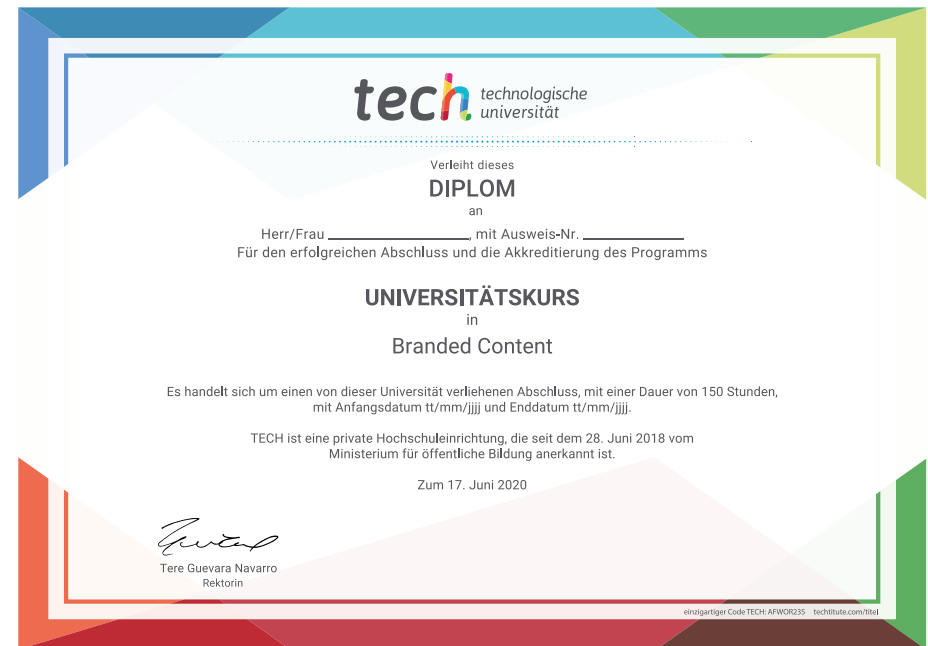 tech technologische
universität
Verleiht dieses
DIPLOM
an
Herr/Frau ____________, mit Ausweis-Nr. ____________
Für den erfolgreichen Abschluss und die Akkreditierung des Programms
UNIVERSITÄTSKURS
in
Branded Content
Es handelt sich um einen von dieser Universität verliehenen Abschluss, mit einer Dauer von 150 Stunden,
mit Anfangsdatum tt/mm/jjjj und Enddatum tt/mm/jjjj.
TECH ist eine private Hochschuleinrichtung, die seit dem 28. Juni 2018 vom
Ministerium für öffentliche Bildung anerkannt ist.
Zum 17. Juni 2020
Tere Guevara Navarro
Rektorin
einzigartiger Code TECH: AFWOR235 techtitute.com/titel